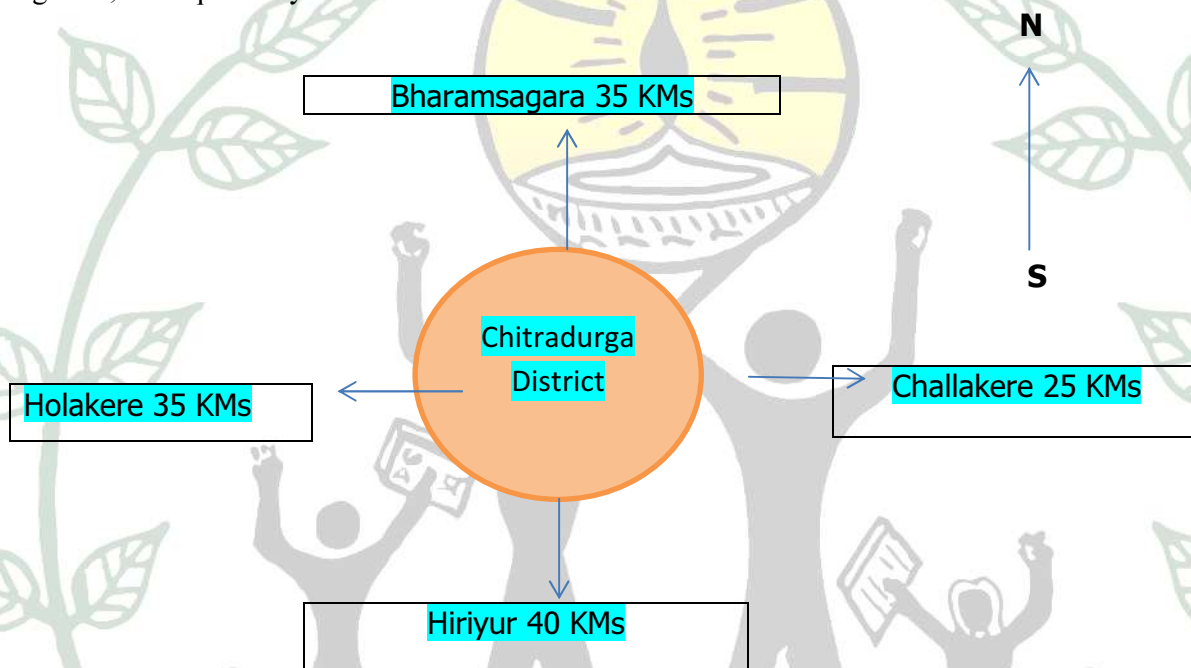 N
Bharamsagara 35 KMs
S
Chitradurga
District
Holakere 35 KMs
Challakere 25 KMs
Hiriyur 40 KMs